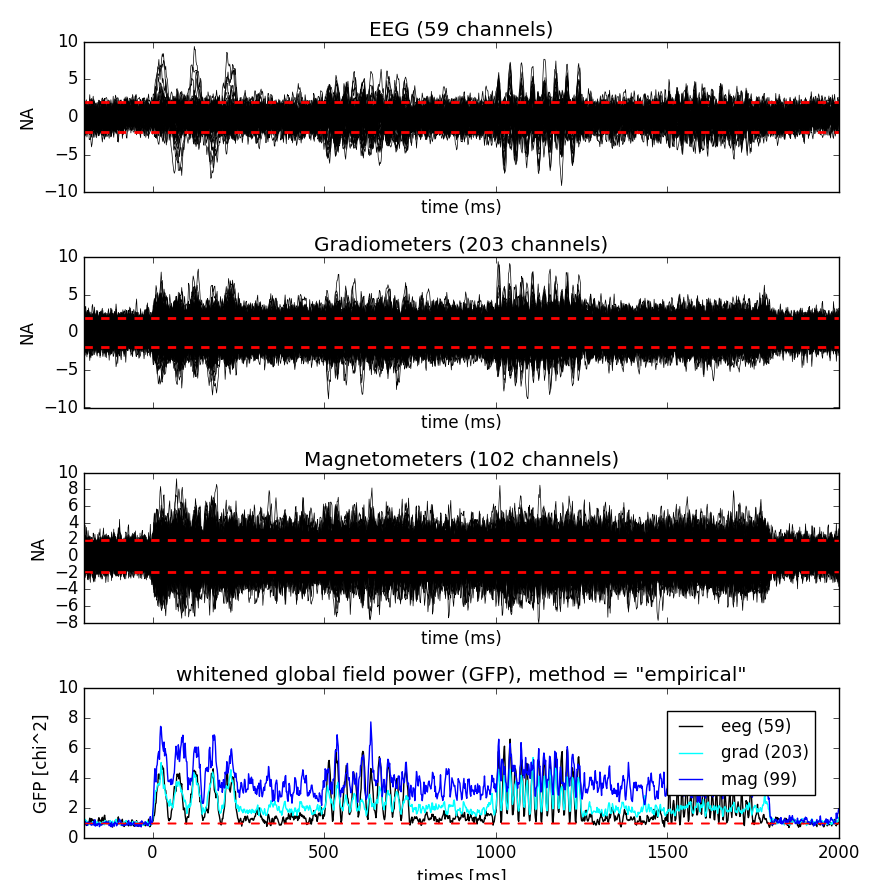 EEG (59 channels)
10
5
0
−5
−10
NA
time (ms)
Gradiometers (203 channels)
10
5
0
−5
−10
NA
time (ms)
Magnetometers (102 channels)
10
8
6
4
2
0
−2
−4
−6
−8
NA
time (ms)
whitened global field power (GFP), method = "empirical"
10
8
6
4
2
0
GFP [chi^2]
eeg (59)
grad (203)
mag (99)
0 500 1000 1500 2000
times [ms]